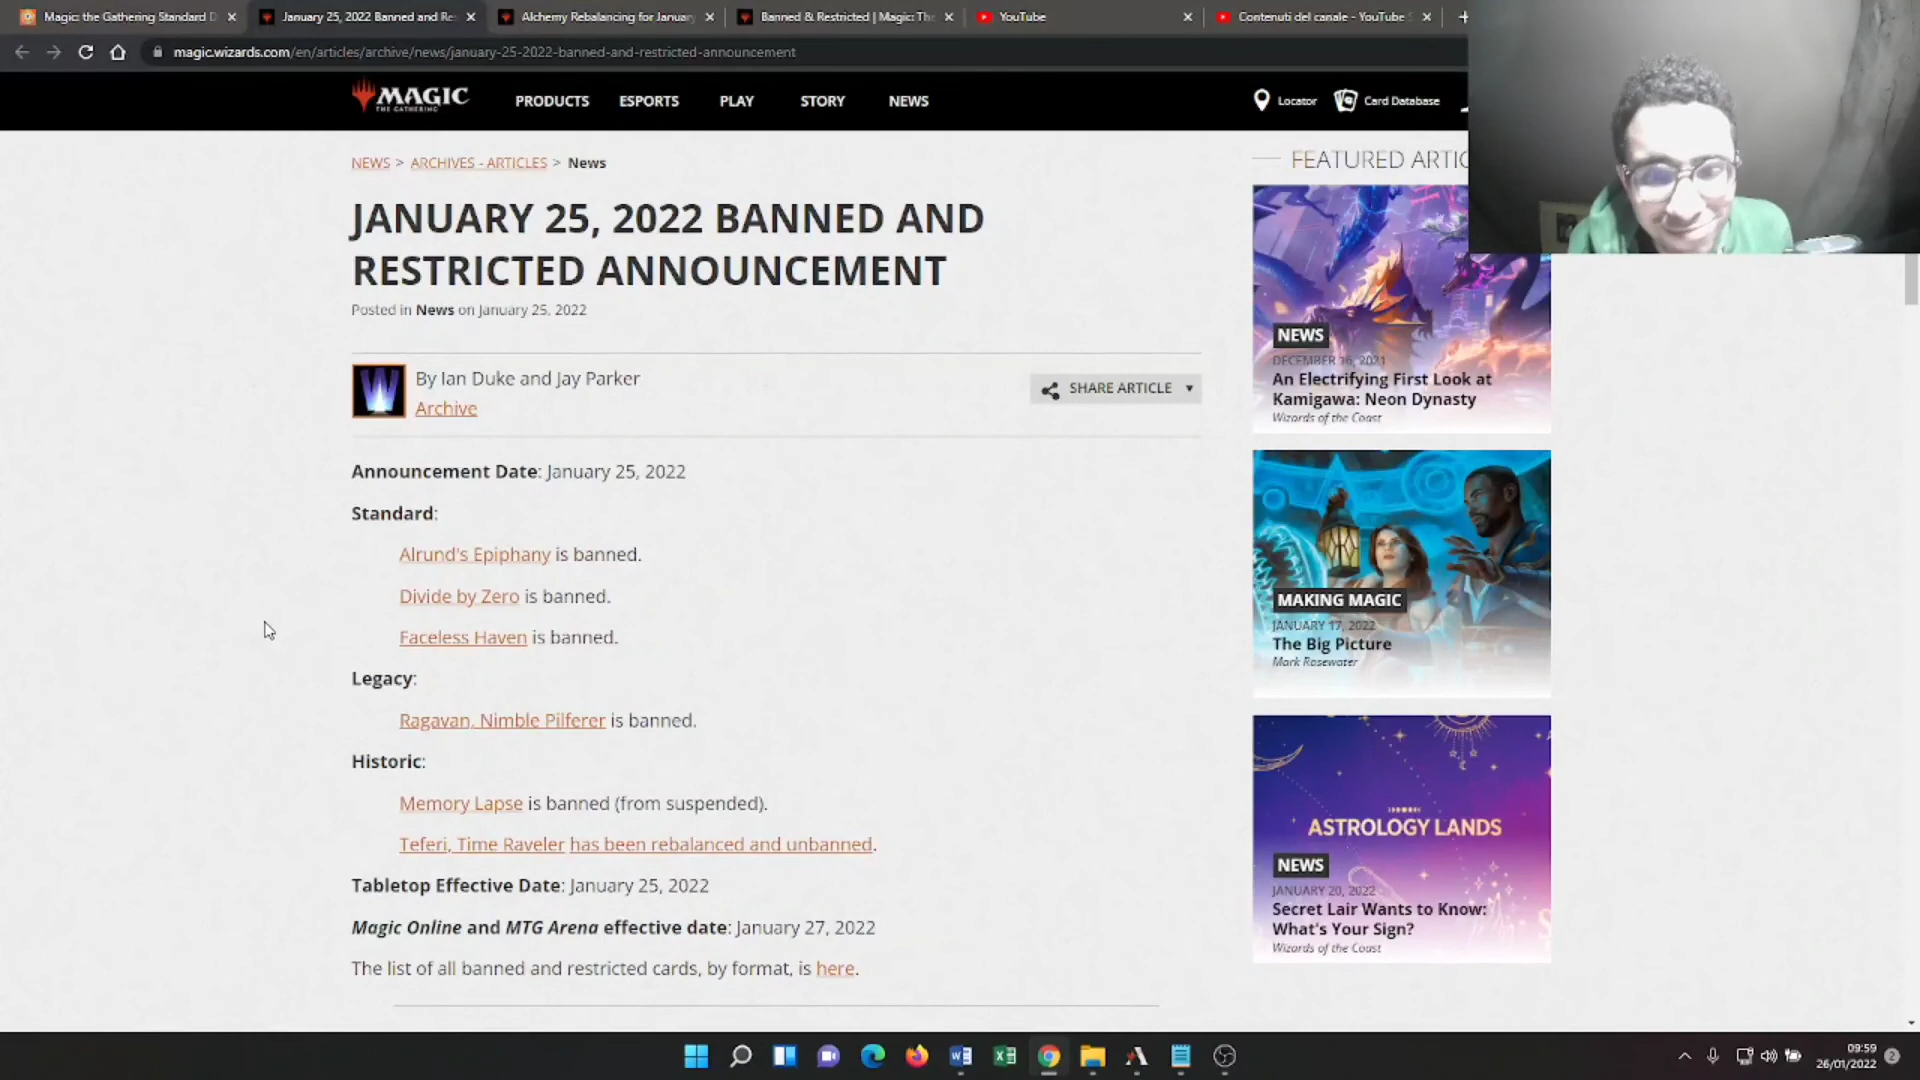 Magic: the Gathering Standard D
January 25, 2022 Banned and Re
Alchemy Rebalancing for Januar
Banned & Restricted | Magic: The
YouTube
Contenuti del canale - YouTube
magic.wizards.com/en/articles/archive/news/january-25-2022-banned-and-restricted-announcement
MAGIC
THE GATHERING
PRODUCTS ESPORTS PLAY STORY NEWS
Locator Card Database
NEWS > ARCHIVES - ARTICLES > News
JANUARY 25, 2022 BANNED AND
RESTRICTED ANNOUNCEMENT
Posted in News on January 25, 2022
By Ian Duke and Jay Parker
Archive
SHARE ARTICLE
Announcement Date: January 25, 2022
Standard:
Alrund's Epiphany is banned.
Divide by Zero is banned.
Faceless Haven is banned.
Legacy:
Ragavan, Nimble Pilferer is banned.
Historic:
Memory Lapse is banned (from suspended).
Teferi, Time Raveler has been rebalanced and unbanned.
Tabletop Effective Date: January 25, 2022
Magic Online and MTG Arena effective date: January 27, 2022
The list of all banned and restricted cards, by format, is here.
FEATURED ARTIC
NEWS
DECEMBER 16, 2021
An Electrifying First Look at
Kamigawa: Neon Dynasty
Wizards of the Coast
MAKING MAGIC
JANUARY 17, 2022
The Big Picture
Mark Rosewater
ASTROLOGY LANDS
NEWS
JANUARY 20, 2022
Secret Lair Wants to Know:
What's Your Sign?
Wizards of the Coast
09:59
26/01/2022
2